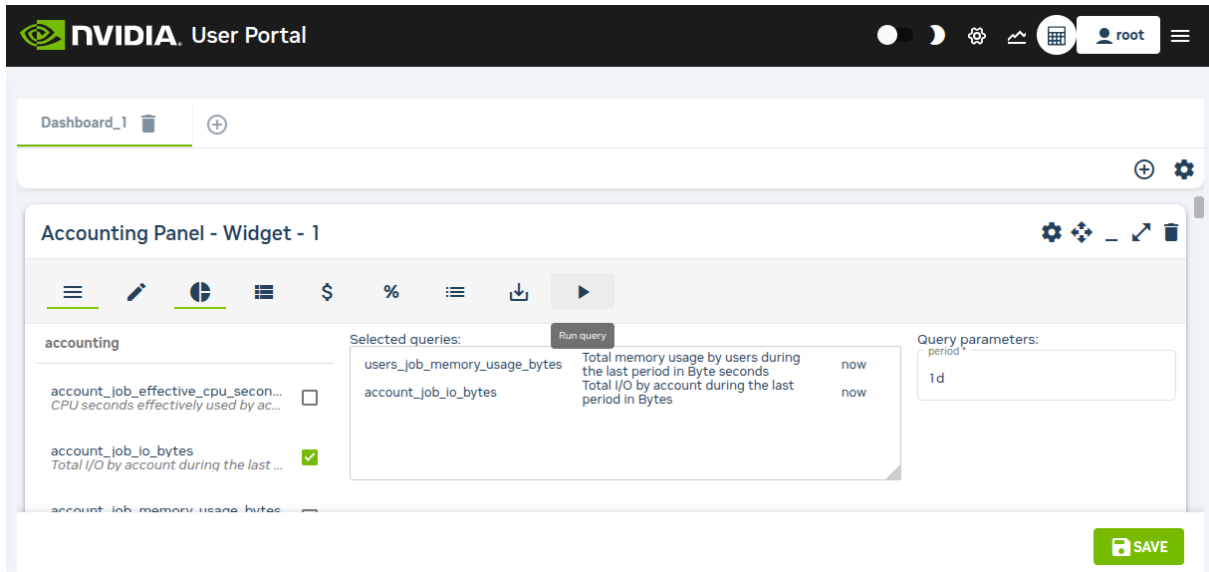 NVIDIA. User Portal
root
Dashboard_1
Accounting Panel - Widget - 1
$
%
Run query
accounting
Selected queries:
Query parameters:
account_job_effective_cpu_secon...
CPU seconds effectively used by ac...
account_job_io_bytes
Total I/O by account during the last ...
account_job_memory_usage_bytes
users_job_memory_usage_bytes
Total memory usage by users during
the last period in Byte seconds
now
account_job_io_bytes
Total I/O by account during the last
period in Bytes
now
period *
1d
SAVE